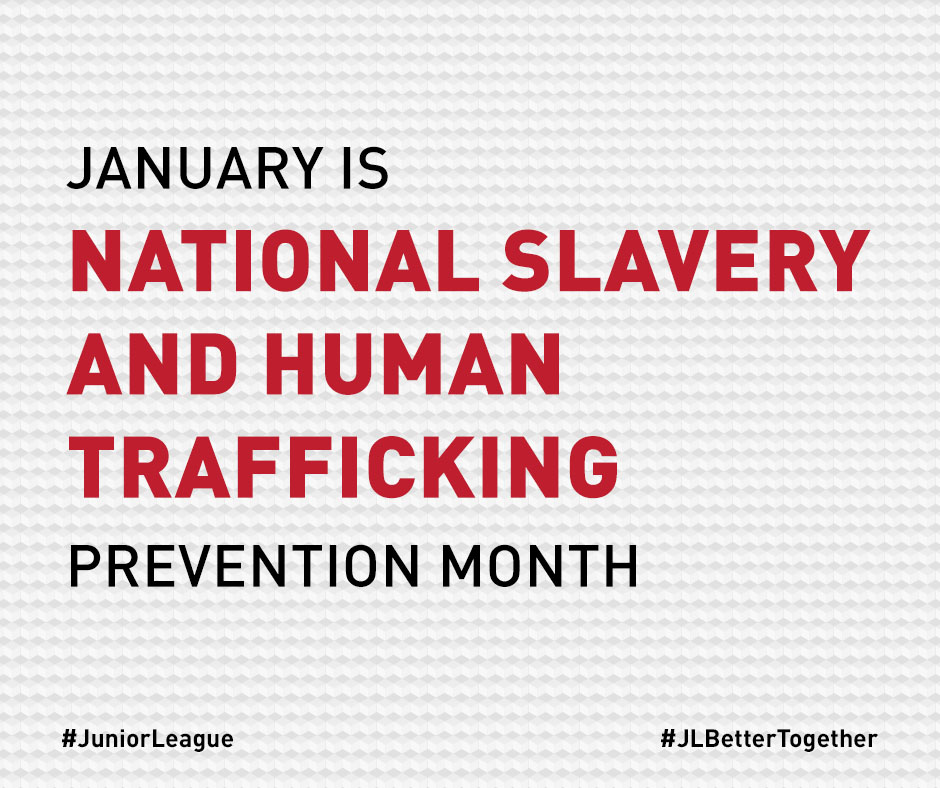 JANUARY IS
NATIONAL SLAVERY
AND HUMAN
TRAFFICKING
PREVENTION MONTH
#JuniorLeague
#JLBetterTogether